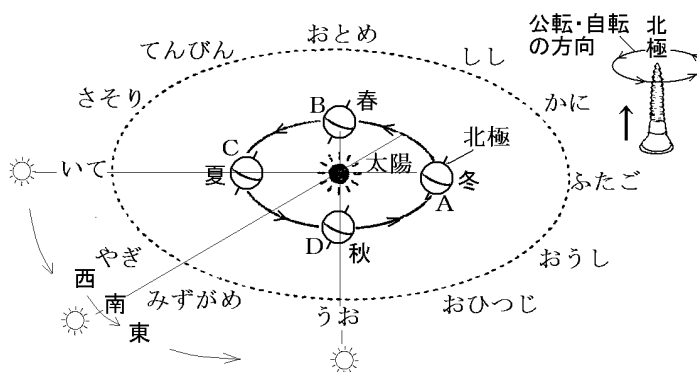 公転・自転
の方向
北極
おとめ
てんびん
しし
さそり
かに
B
春
北極
C
太陽
いて
夏
冬
ふたご
A
D
秋
やぎ
おうし
西
みずがめ
おひつじ
南
うお
東